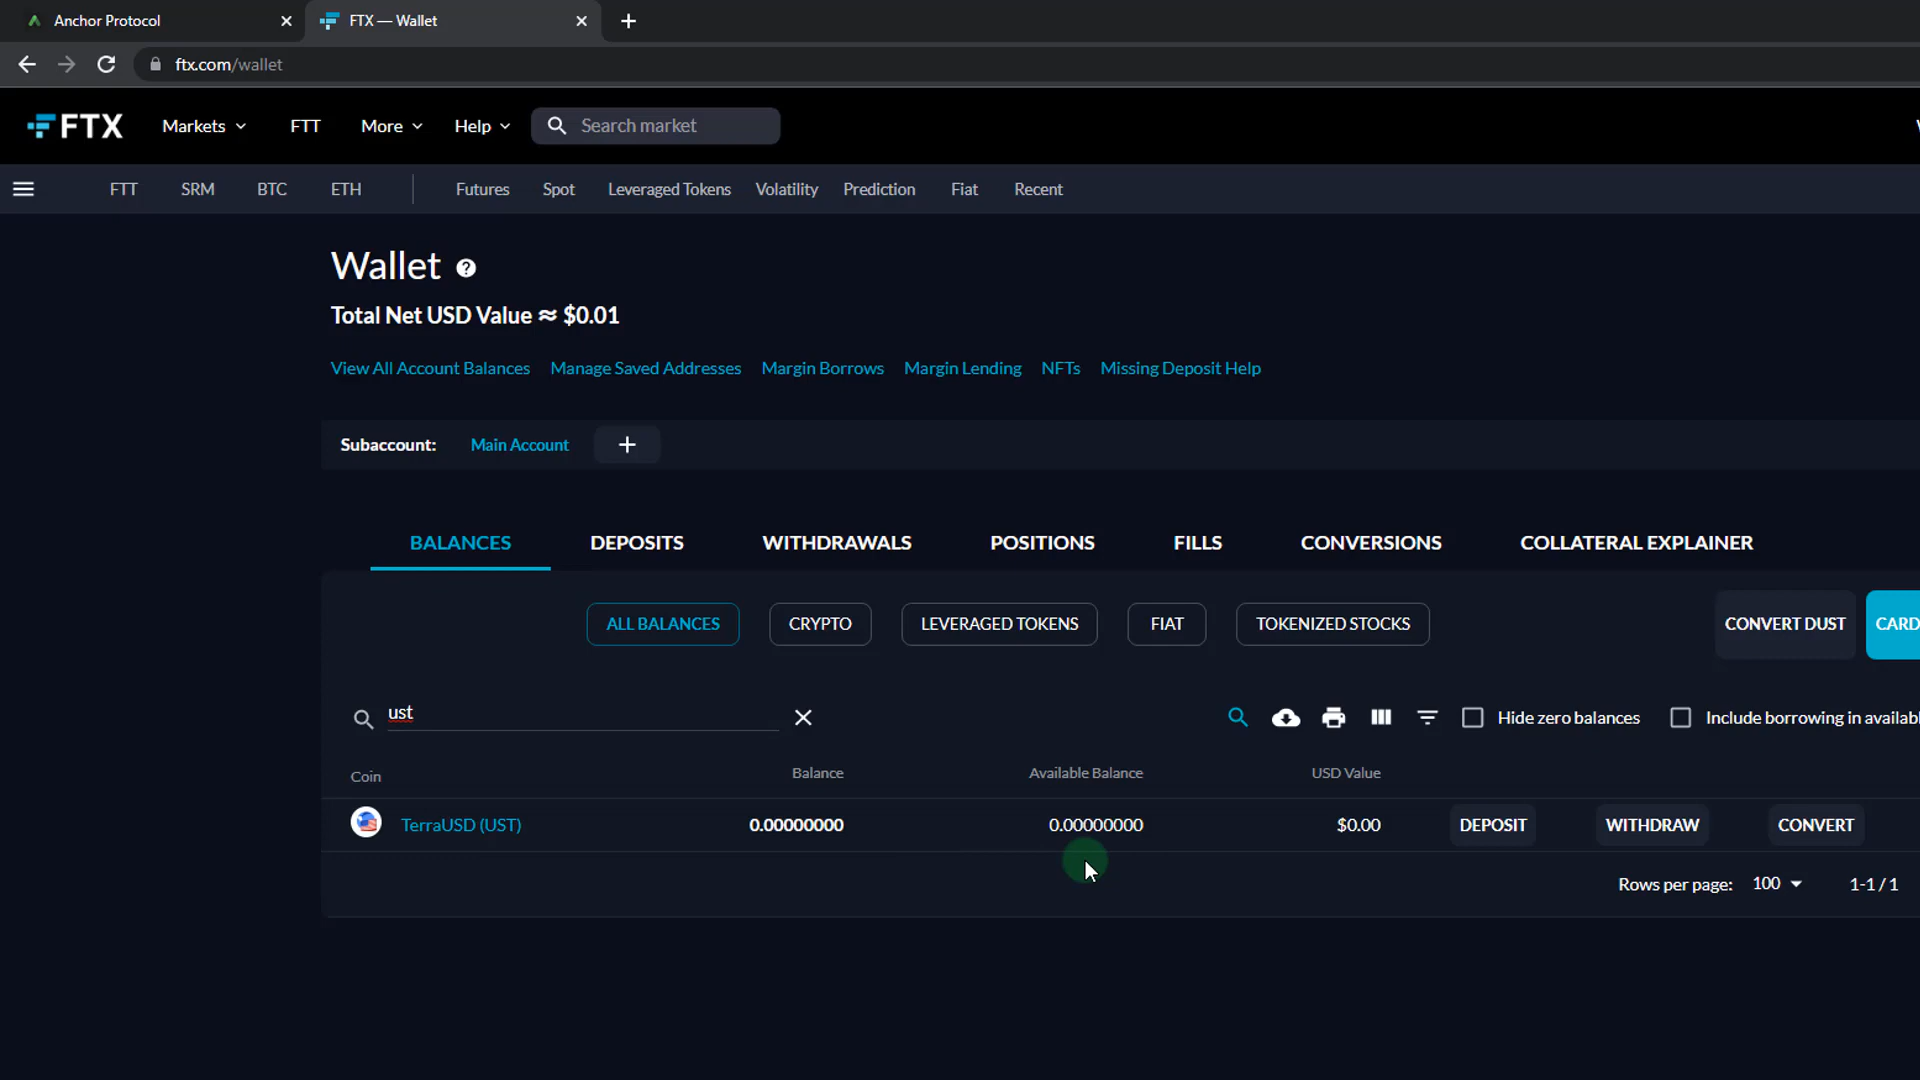 Anchor Protocol
FTX — Wallet
ftx.com/wallet
FTX Markets FTT More Help Search market
FTT SRM BTC ETH Futures Spot Leveraged Tokens Volatility Prediction Fiat Recent
Wallet
Total Net USD Value ≈ $0.01
View All Account Balances Manage Saved Addresses Margin Borrows Margin Lending NFTs Missing Deposit Help
Subaccount: Main Account +
BALANCES DEPOSITS WITHDRAWALS POSITIONS FILLS CONVERSIONS COLLATERAL EXPLAINER
ALL BALANCES CRYPTO LEVERAGED TOKENS FIAT TOKENIZED STOCKS CONVERT DUST CARD
ust Hide zero balances Include borrowing in availabl
Coin Balance Available Balance USD Value
TerraUSD (UST) 0.00000000 0.00000000 $0.00 DEPOSIT WITHDRAW CONVERT
Rows per page: 100 1-1 / 1